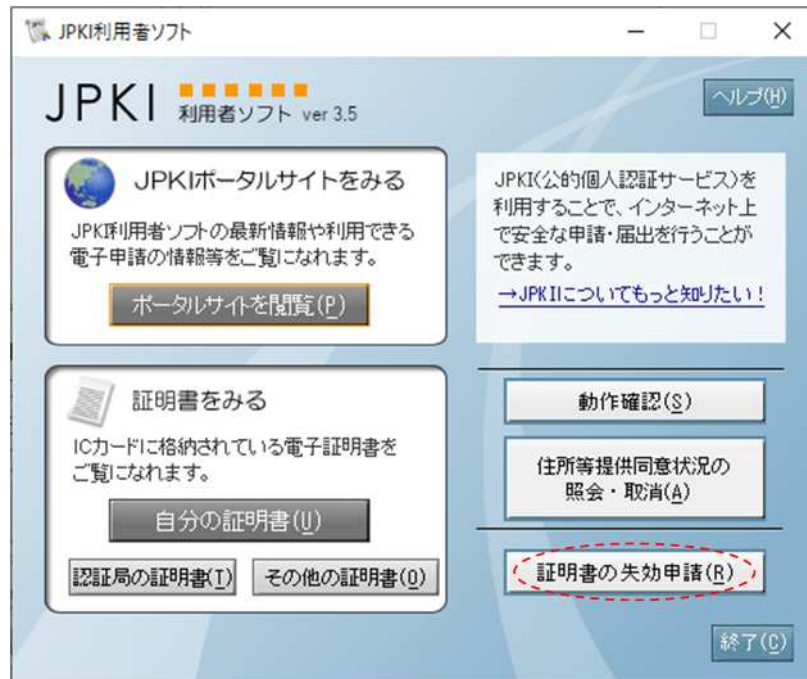 JPKI利用者ソフト
JPKI 利用者ソフト ver 3.5
ヘルプ(H)
JPKIポータルサイトをみる
JPKI利用者ソフトの最新情報や利用できる
電子申請の情報等をご覧になれます。
ポータルサイトを閲覧(P)
JPKI(公的個人認証サービス)を
利用することで、インターネット上
で安全な申請・届出を行うことが
できます。
→JPKIについてもっと知りたい！
証明書をみる
ICカードに格納されている電子証明書を
ご覧になれます。
自分の証明書(U)
認証局の証明書(I)
その他の証明書(O)
動作確認(S)
住所等提供同意状況の
照会・取消(A)
証明書の失効申請(R)
終了(C)